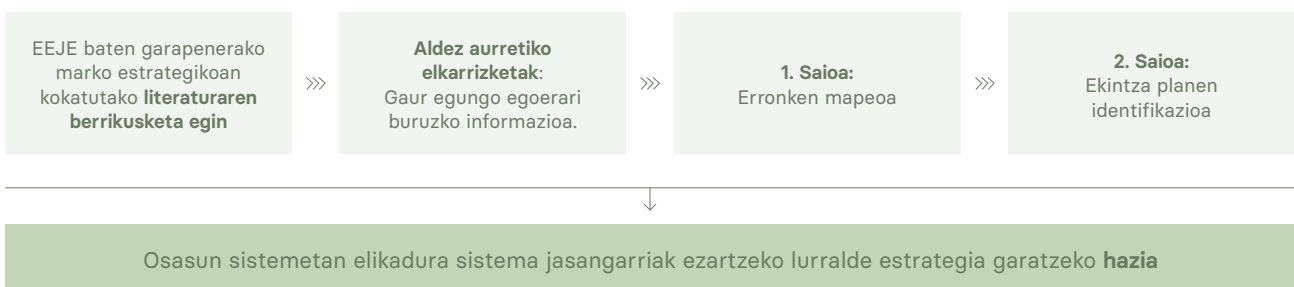 EEJE baten garapenerako
marko estrategikoan
kokatutako literaturaren
berrikusketa egin
Aldez aurretiko
elkarrizketak:
Gaur egungo egoerari
buruzko informazioa.
1. Saioa:
Erronken mapeoa
2. Saioa:
Ekintza planen
identifikazioa
Osasun sistemetan elikadura sistema jasangarriak ezartzeko lurralde estrategia garatzeko hazia